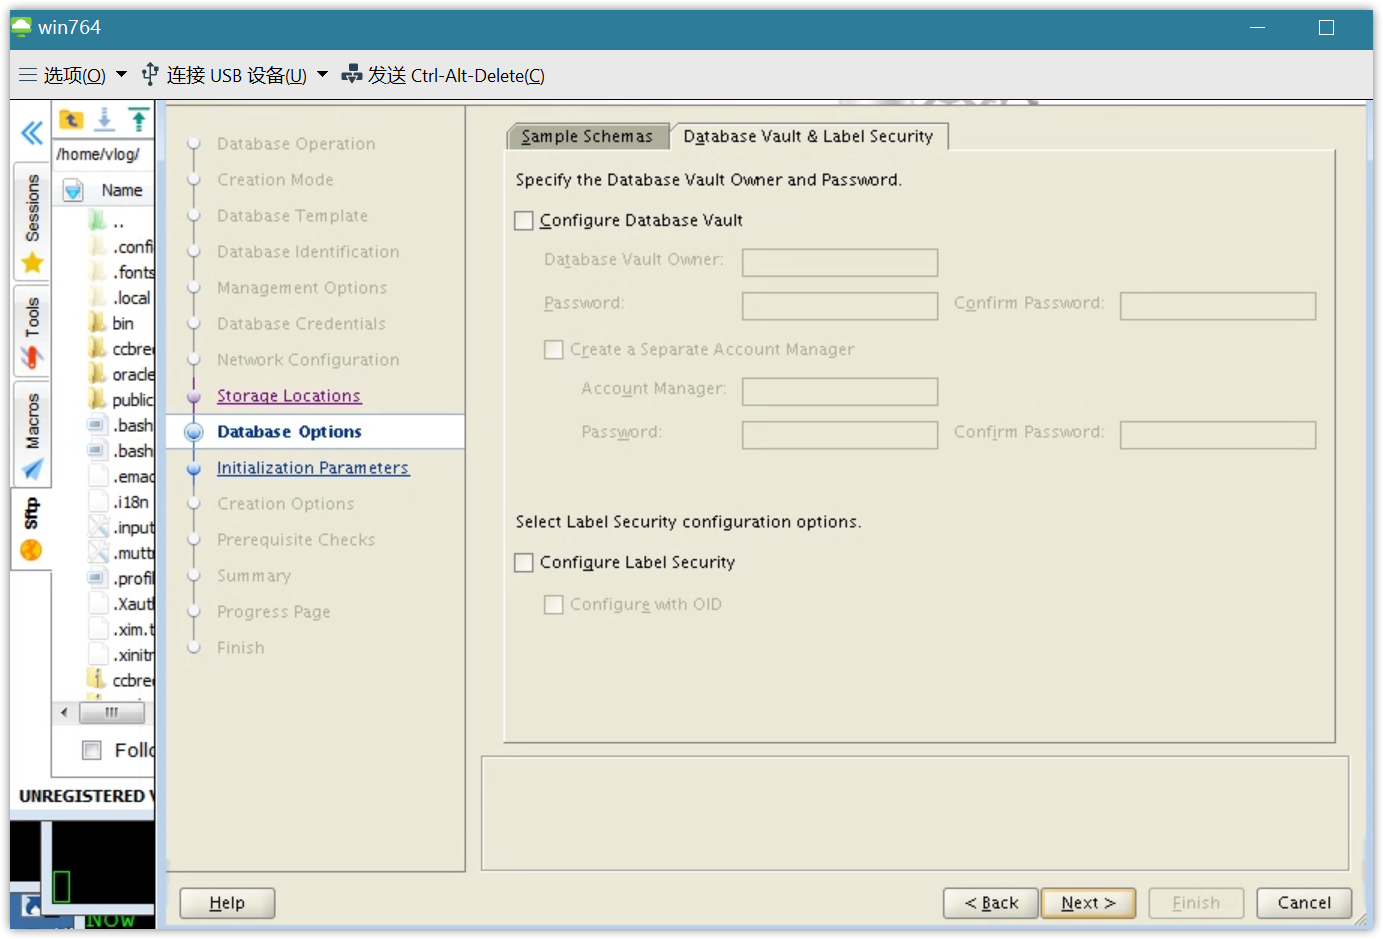 win764
选项(O) 连接 USB 设备(U) 发送 Ctrl-Alt-Delete(C)
/home/vlog/
Name
..
.confi
.fonts
.local
bin
ccbre
oracle
public
.bash
.bash
.emac
.i18n
.input
.muttr
.profil
.Xaut
.xim.t
.xinitr
ccbre
Follo
UNREGISTERED V
Sessions
Tools
Macros
Sftp
Now
Database Operation
Creation Mode
Database Template
Database Identification
Management Options
Database Credentials
Network Configuration
Storage Locations
Database Options
Initialization Parameters
Creation Options
Prerequisite Checks
Summary
Progress Page
Finish
Sample Schemas
Database Vault & Label Security
Specify the Database Vault Owner and Password.
Configure Database Vault
Database Vault Owner:
Password: Confirm Password:
Create a Separate Account Manager
Account Manager:
Password: Confirm Password:
Select Label Security configuration options.
Configure Label Security
Configure with OID
Help
< Back
Next >
Finish
Cancel